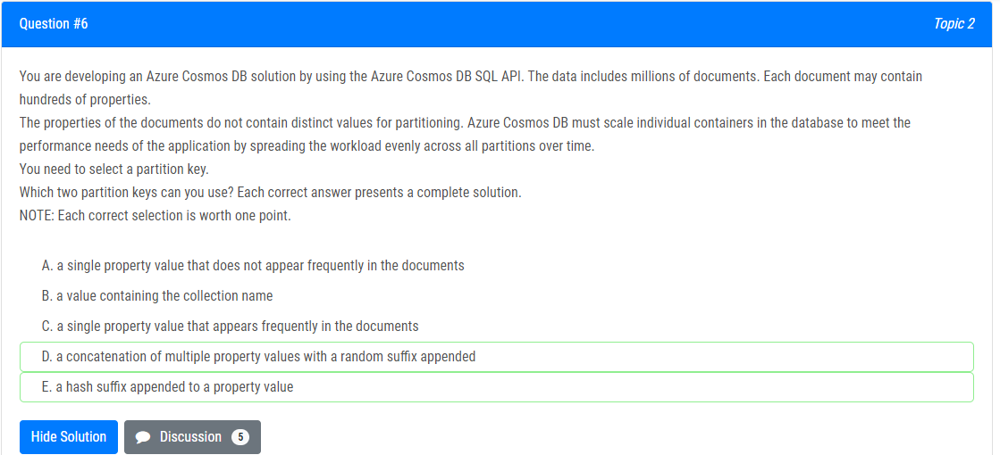 Question #6
Topic 2
You are developing an Azure Cosmos DB solution by using the Azure Cosmos DB SQL API. The data includes millions of documents. Each document may contain
hundreds of properties.
The properties of the documents do not contain distinct values for partitioning. Azure Cosmos DB must scale individual containers in the database to meet the
performance needs of the application by spreading the workload evenly across all partitions over time.
You need to select a partition key.
Which two partition keys can you use? Each correct answer presents a complete solution.
NOTE: Each correct selection is worth one point.
A. a single property value that does not appear frequently in the documents
B. a value containing the collection name
C. a single property value that appears frequently in the documents
D. a concatenation of multiple property values with a random suffix appended
E. a hash suffix appended to a property value
Hide Solution
Discussion 5